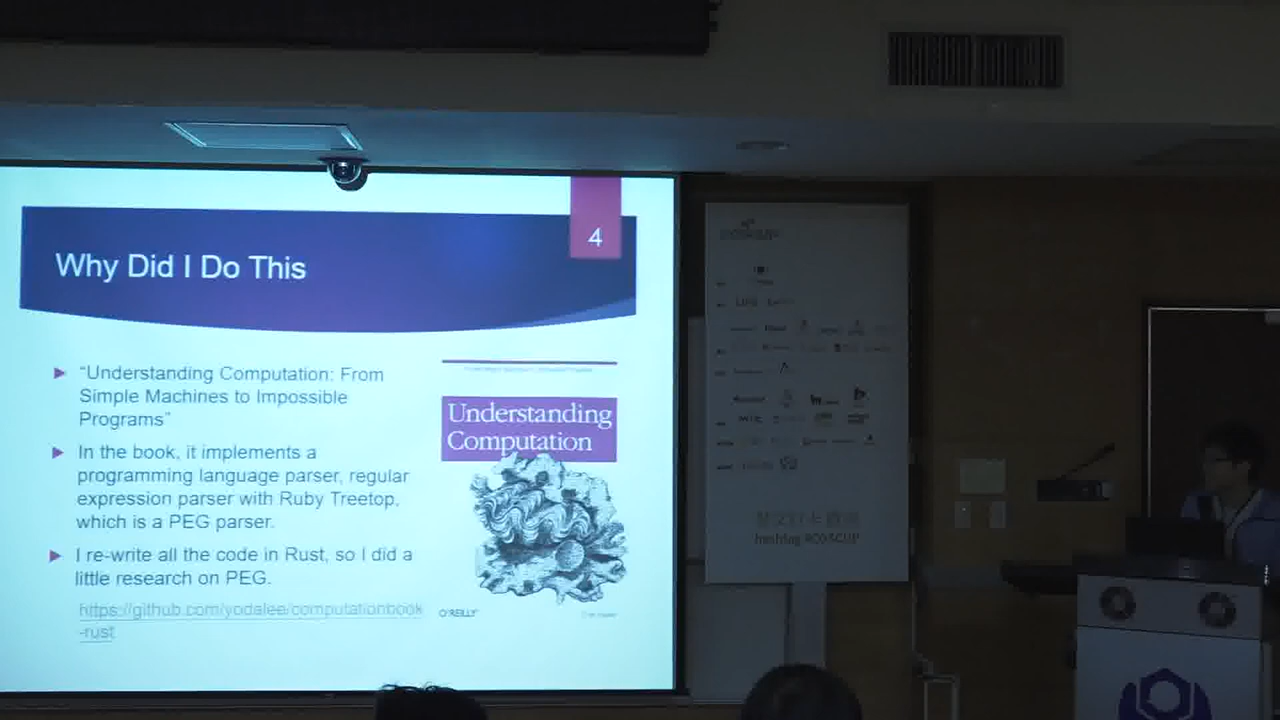 4
Why Did I Do This
“Understanding Computation: From
Simple Machines to Impossible
Programs”
In the book, it implements a
programming language parser, regular
expression parser with Ruby Treetop,
which is a PEG parser.
I re-write all the code in Rust, so I did a
little research on PEG.
https://github.com/yodalee/computationbook
-rust
Understanding
Computation
O'REILLY
hashtag #COSCUP